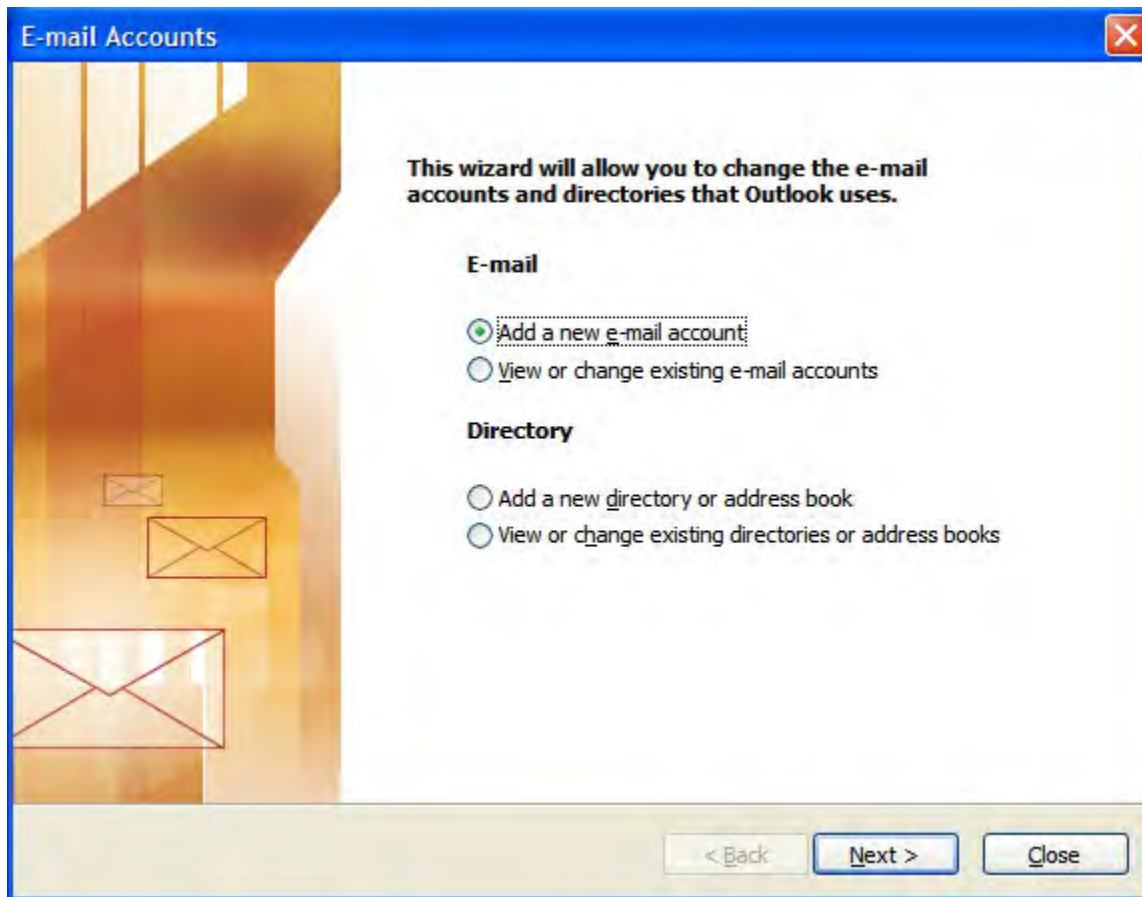 E-mail Accounts
This wizard will allow you to change the e-mail
accounts and directories that Outlook uses.
E-mail
Add a new e-mail account
View or change existing e-mail accounts
Directory
Add a new directory or address book
View or change existing directories or address books
< Back Next > Close